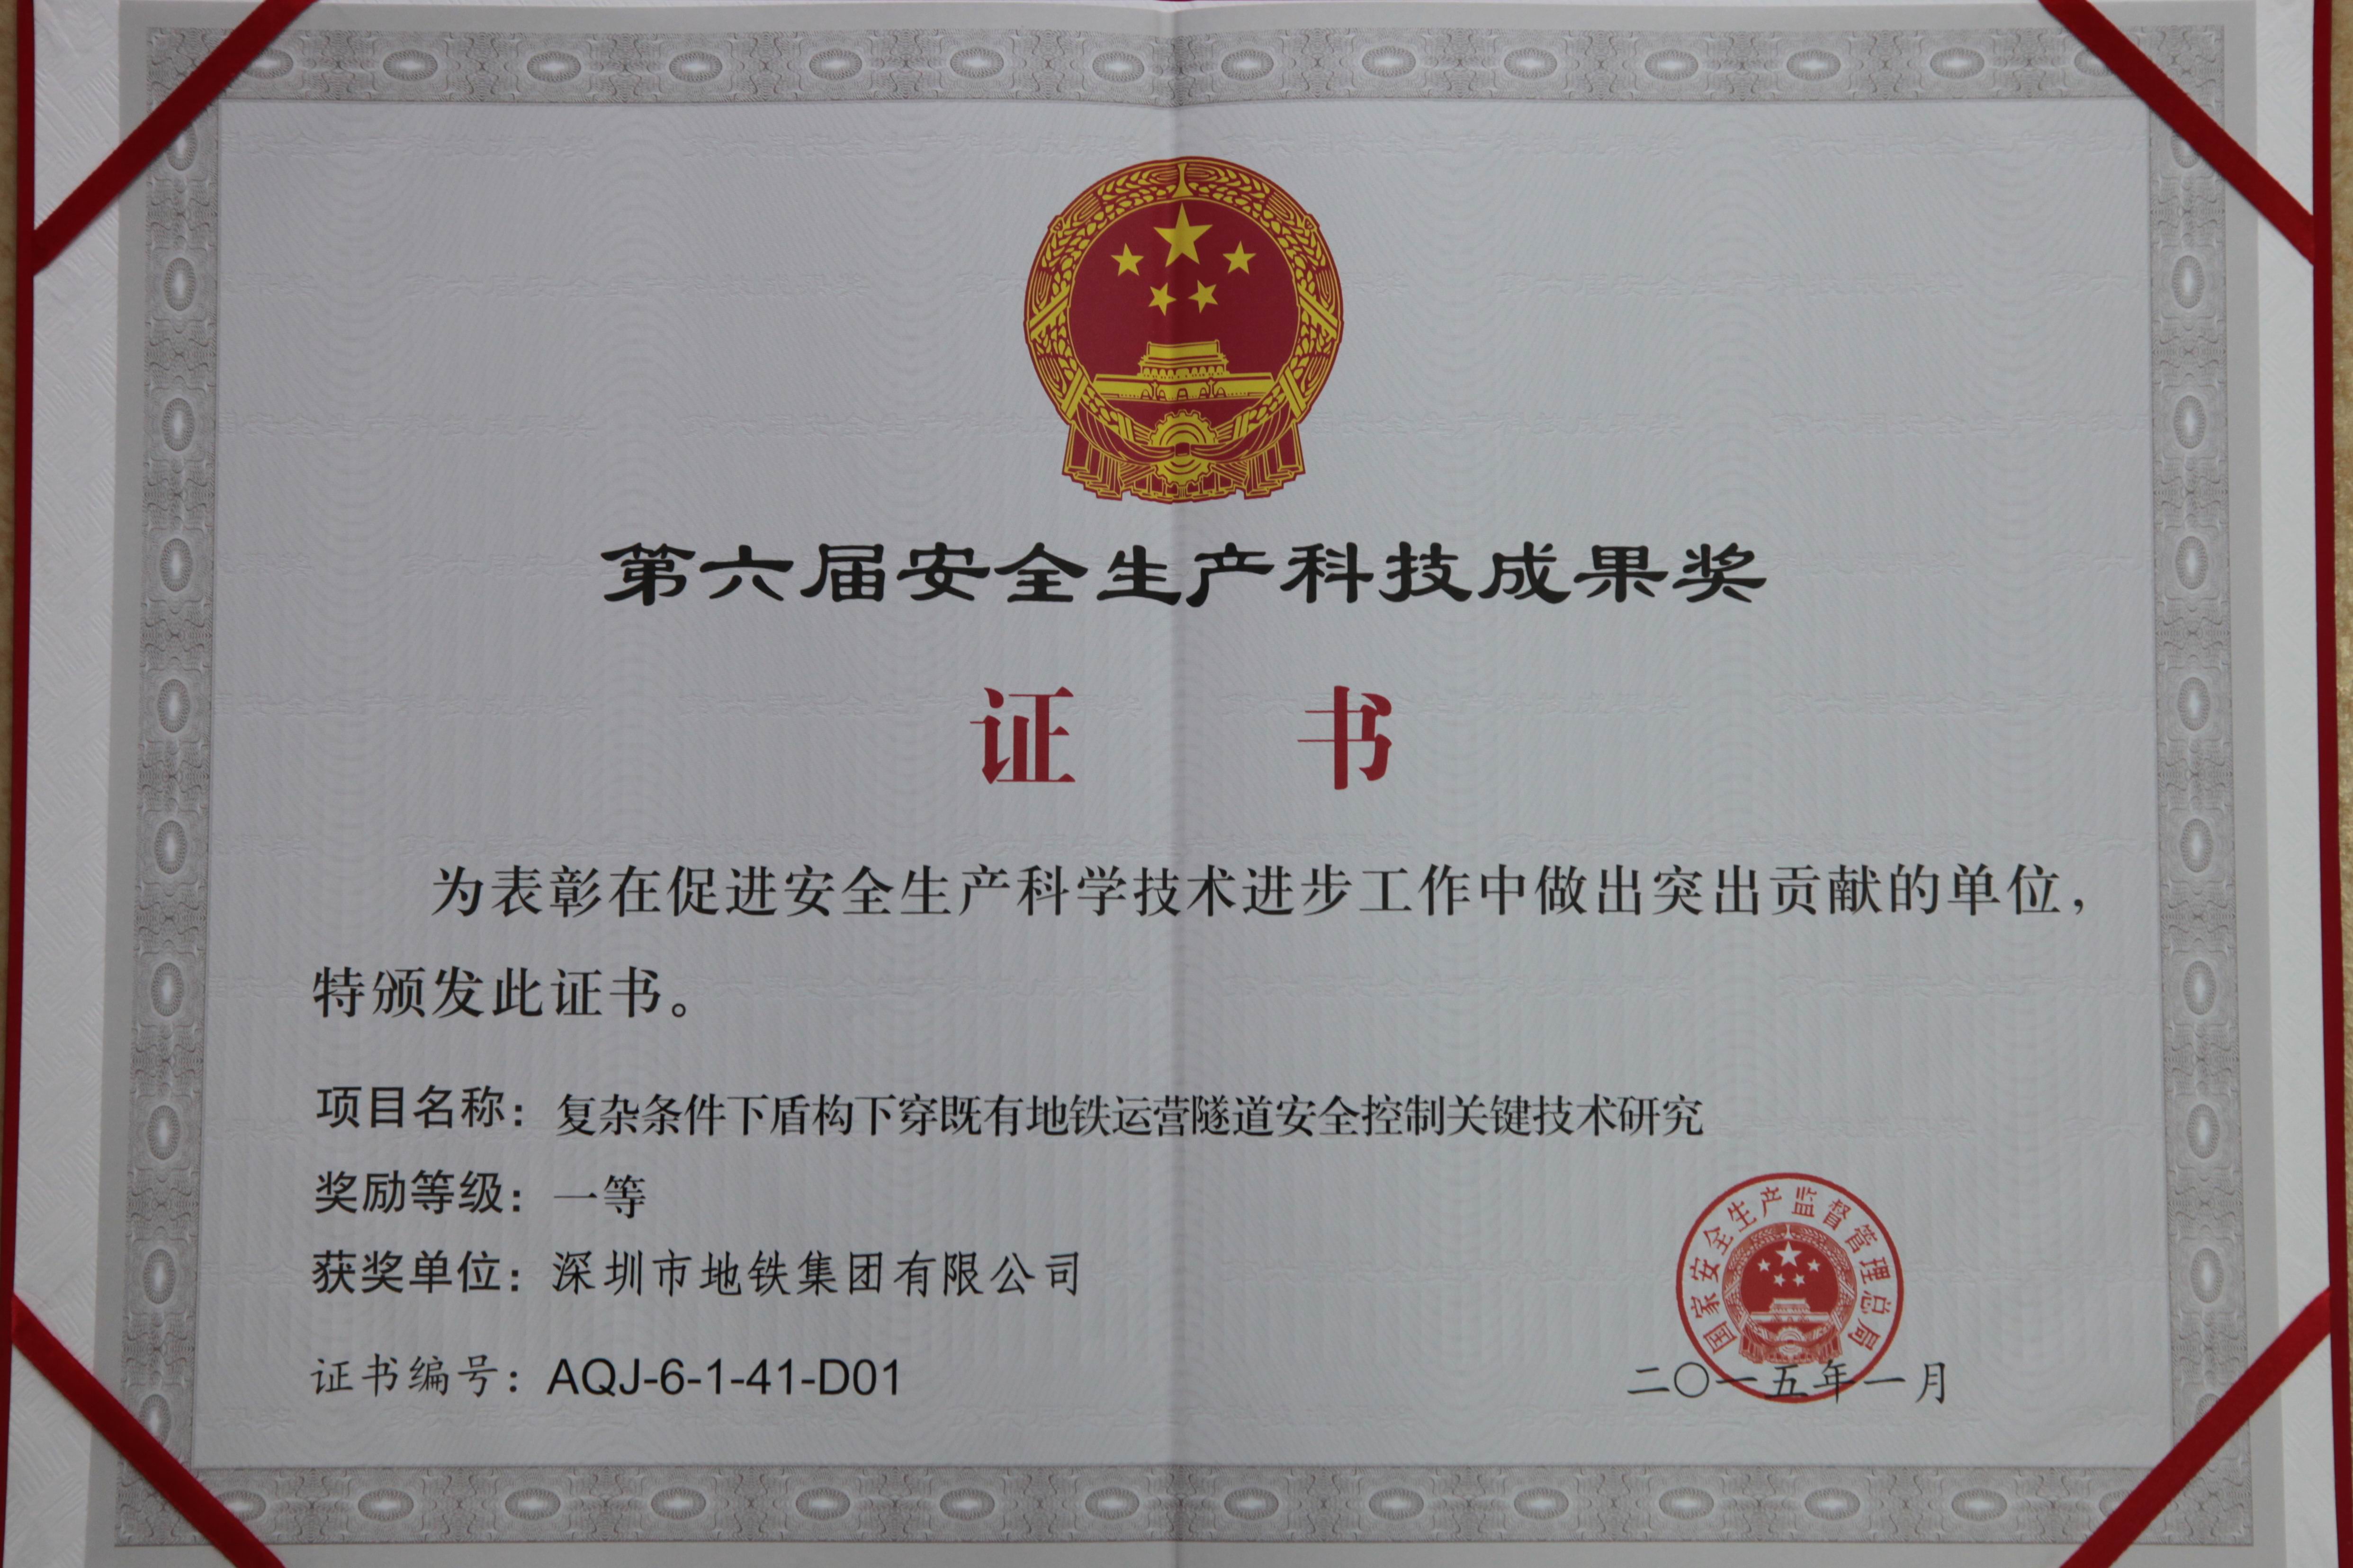 第六届安全生产科技成果奖
证 书
为表彰在促进安全生产科学技术进步工作中做出突出贡献的单位，
特颁发此证书。
项目名称：复杂条件下盾构下穿既有地铁运营隧道安全控制关键技术研究
奖励等级：一等
获奖单位：深圳市地铁集团有限公司
国家安全生产监督管理总局
证书编号：AQJ-6-1-41-D01
二〇一五年一月